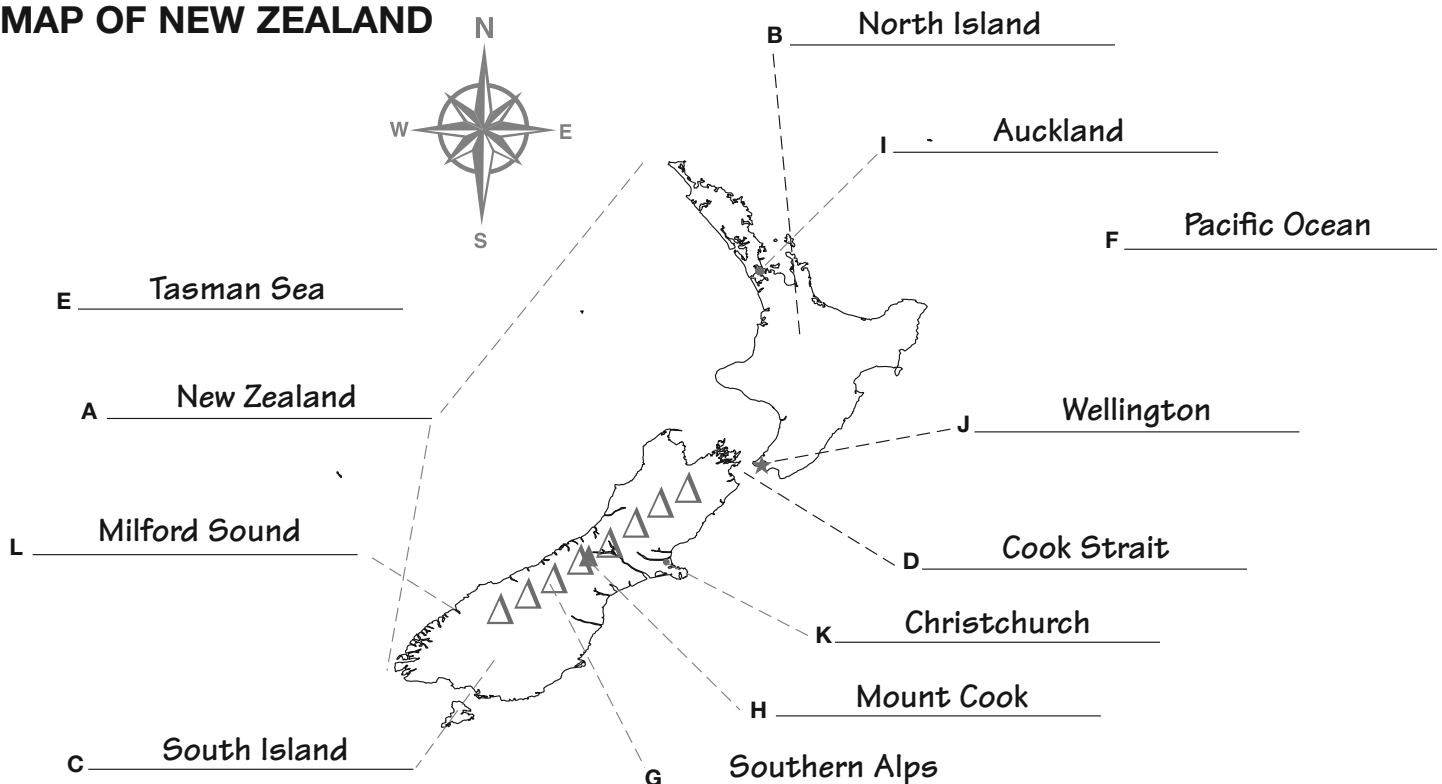 MAP OF NEW ZEALAND
N
W
E
S
B North Island
I Auckland
F Pacific Ocean
E Tasman Sea
A New Zealand
J Wellington
L Milford Sound
D Cook Strait
K Christchurch
H Mount Cook
C South Island
G Southern Alps